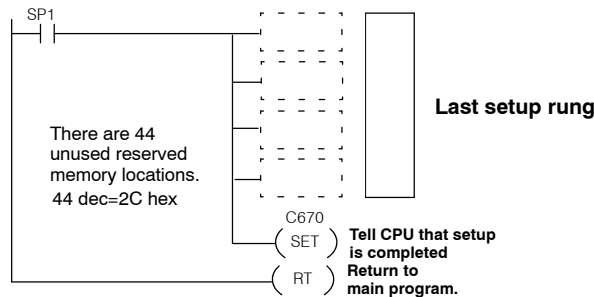 SP1
Last setup rung
There are 44
unused reserved
memory locations.
44 dec=2C hex
C670
SET
Tell CPU that setup
is completed
RT
Return to
main program.